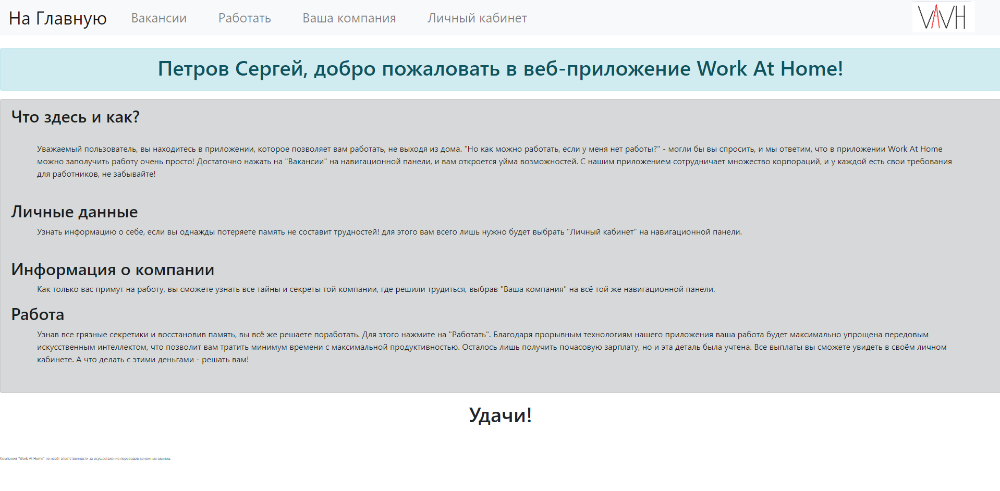 На Главную Вакансии Работать Ваша компания Личный кабинет WAH
Петров Сергей, добро пожаловать в веб-приложение Work At Home!
Что здесь и как?
Уважаемый пользователь, вы находитесь в приложении, которое позволяет вам работать, не выходя из дома. "Но как можно работать, если у меня нет работы?" - могли бы вы спросить, и мы ответим, что в приложении Work At Home
можно заполучить работу очень просто! Достаточно нажать на "Вакансии" на навигационной панели, и вам откроется уйма возможностей. С нашим приложением сотрудничает множество корпораций, и у каждой есть свои требования
для работников, не забывайте!
Личные данные
Узнать информацию о себе, если вы однажды потеряете память не составит трудностей! для этого вам всего лишь нужно будет выбрать "Личный кабинет" на навигационной панели.
Информация о компании
Как только вас примут на работу, вы сможете узнать все тайны и секреты той компании, где решили трудиться, выбрав "Ваша компания" на всё той же навигационной панели.
Работа
Узнав все грязные секретики и восстановив память, вы всё же решаете поработать. Для этого нажмите на "Работать". Благодаря прорывным технологиям нашего приложения ваша работа будет максимально упрощена передовым
искусственным интеллектом, что позволит вам тратить минимум времени с максимальной продуктивностью. Осталось лишь получить почасовую зарплату, но и эта деталь была учтена. Все выплаты вы сможете увидеть в своём личном
кабинете. А что делать с этими деньгами - решать вам!
Удачи!
Компания "Work At Home" не несёт ответственности за осуществление переводов денежных единиц.